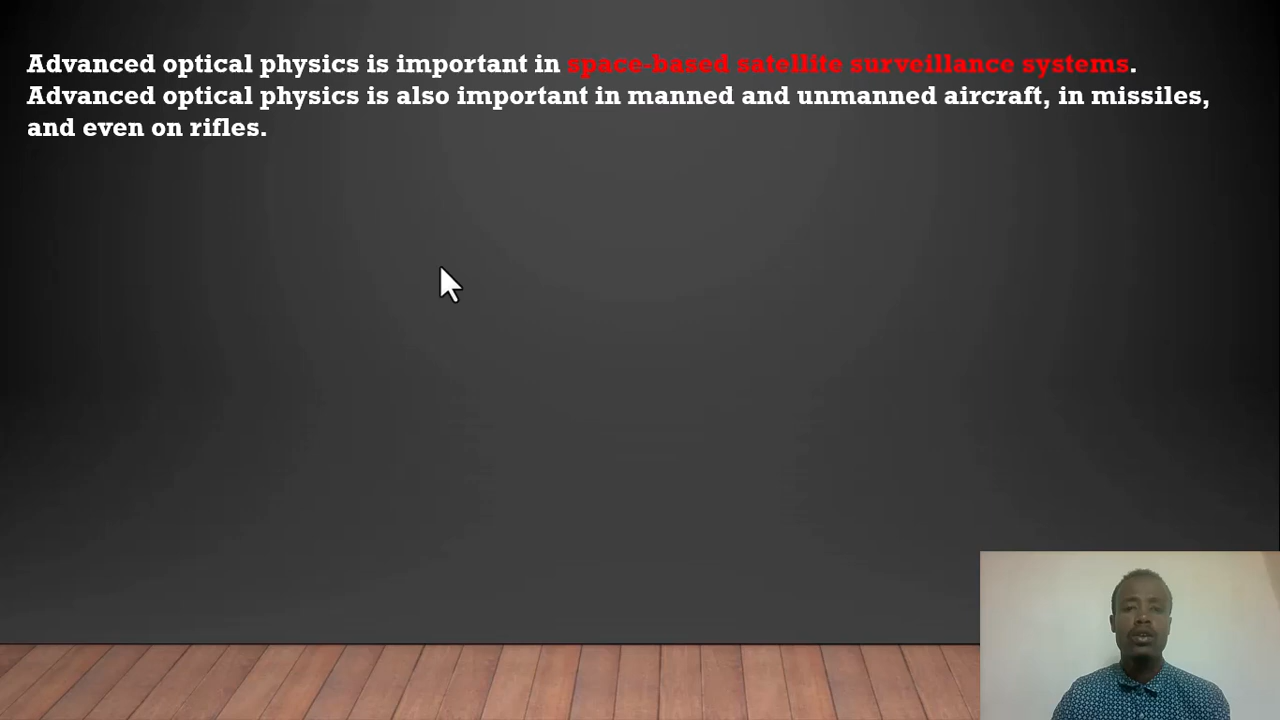 Advanced optical physics is important in space-based satellite surveillance systems.
Advanced optical physics is also important in manned and unmanned aircraft, in missiles,
and even on rifles.